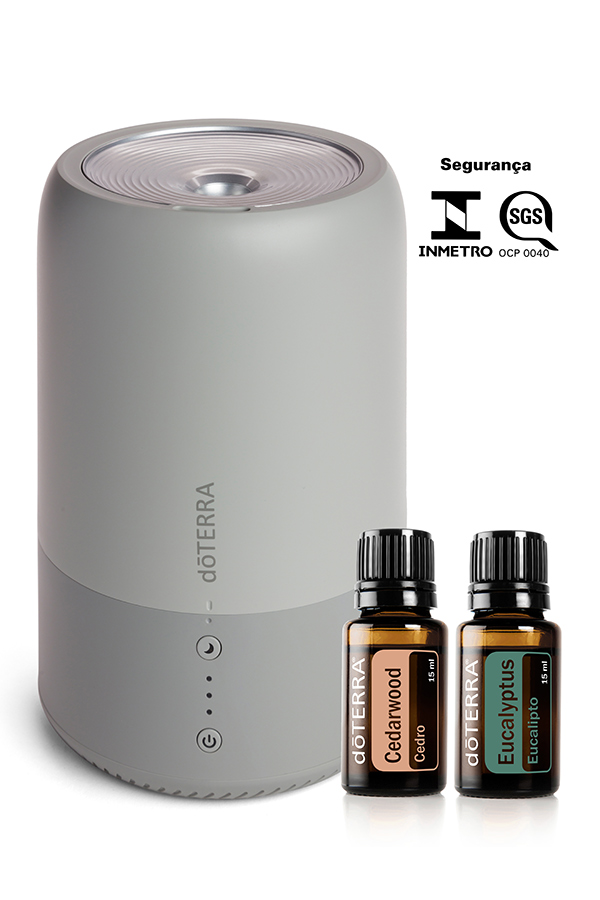 Segurança
INMETRO
SGS
OCP 0040
dōTERRA
dōTERRA
Cedarwood
Cedro
15 ml
dōTERRA
Eucalyptus
Eucalipto
15 ml